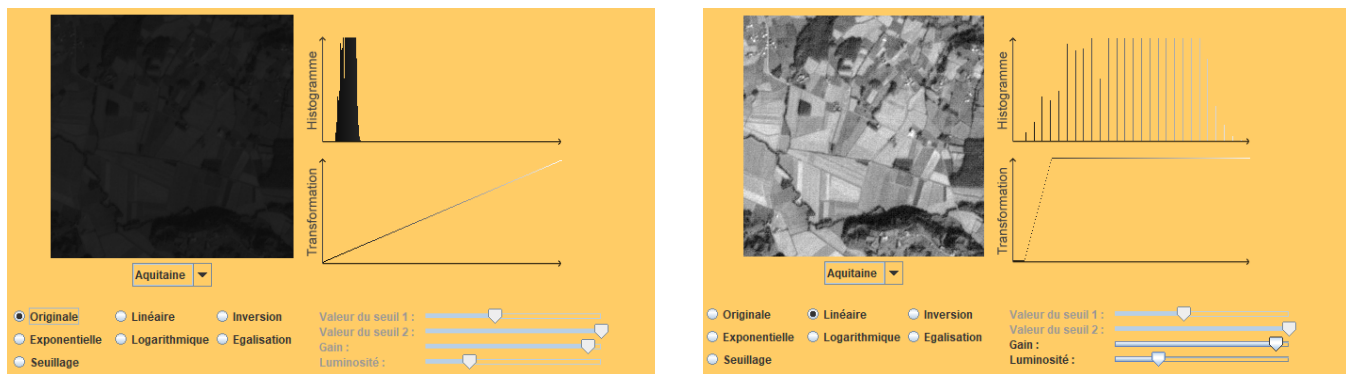 Histogramme
Transformation
Aquitaine
Originale Linéaire Inversion
Exponentielle Logarithmique Egalisation
Seuillage
Valeur du seuil 1 :
Valeur du seuil 2 :
Gain :
Luminosité :
Histogramme
Transformation
Aquitaine
Originale Linéaire Inversion
Exponentielle Logarithmique Egalisation
Seuillage
Valeur du seuil 1 :
Valeur du seuil 2 :
Gain :
Luminosité :